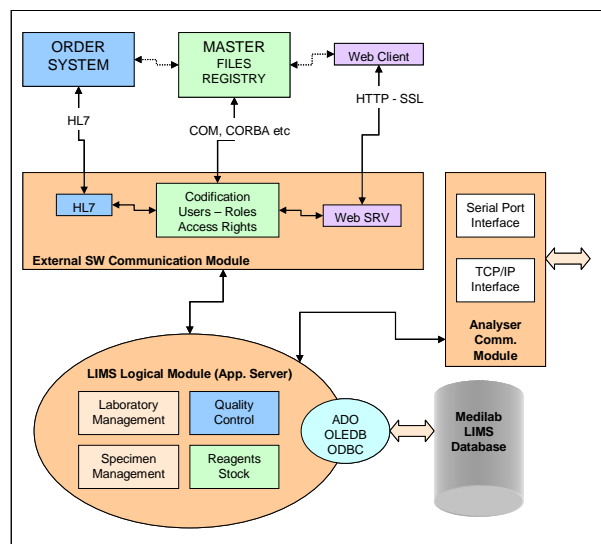 ORDER
SYSTEM
MASTER
FILES
REGISTRY
Web Client
HL7
COM, CORBA etc
HTTP - SSL
HL7
Codification
Users – Roles
Access Rights
Web SRV
External SW Communication Module
Serial Port
Interface
TCP/IP
Interface
Analyser
Comm.
Module
LIMS Logical Module (App. Server)
Laboratory
Management
Quality
Control
Specimen
Management
Reagents
Stock
ADO
OLEDB
ODBC
Medilab
LIMS
Database